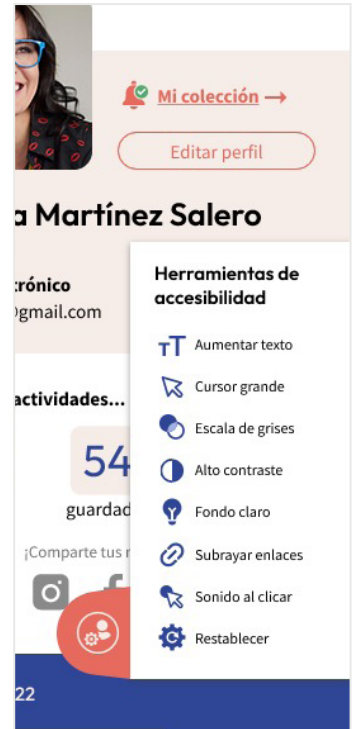 Mi colección →
Editar perfil
a Martínez Salero
trónico
@gmail.com
actividades...
54
guardad
¡Comparte tus r
22
Herramientas de
accesibilidad
Aumentar texto
Cursor grande
Escala de grises
Alto contraste
Fondo claro
Subrayar enlaces
Sonido al clicar
Restablecer